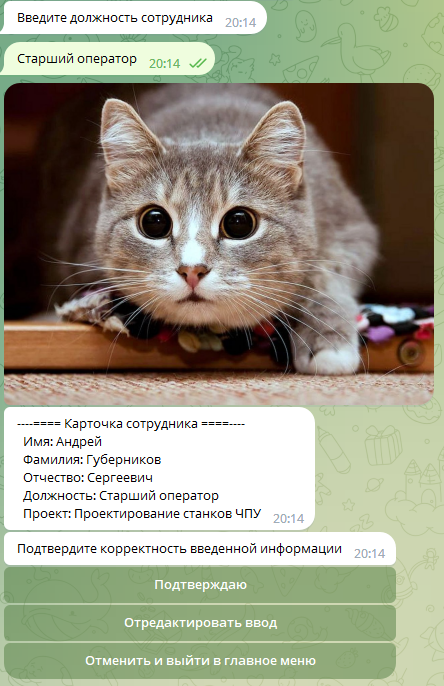 Введите должность сотрудника 20:14
Старший оператор 20:14
----==== Карточка сотрудника ====----
Имя: Андрей
Фамилия: Губерников
Отчество: Сергеевич
Должность: Старший оператор
Проект: Проектирование станков ЧПУ 20:14
Подтвердите корректность введенной информации 20:14
Подтверждаю
Отредактировать ввод
Отменить и выйти в главное меню